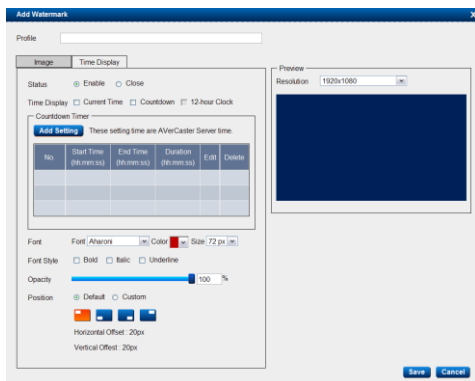 Add Watermark X
Profile
Image Time Display
Status Enable Close
Time Display Current Time Countdown 12-hour Clock
Countdown Timer
Add Setting These setting time are AVerCaster Server time.
No. Start Time (hh:mm:ss) End Time (hh:mm:ss) Duration (hh:mm:ss) Edit Delete
Font Font Aharoni Color Size 72 px
Font Style Bold Italic Underline
Opacity 100 %
Position Default Custom
Horizontal Offset : 20px
Vertical Offest : 20px
Preview
Resolution 1920x1080
Save Cancel